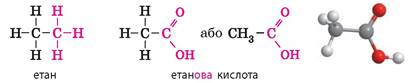 H H H O O
H–C–C–H H–C–C або CH₃–C
H H H OH OH
етан етанова кислота